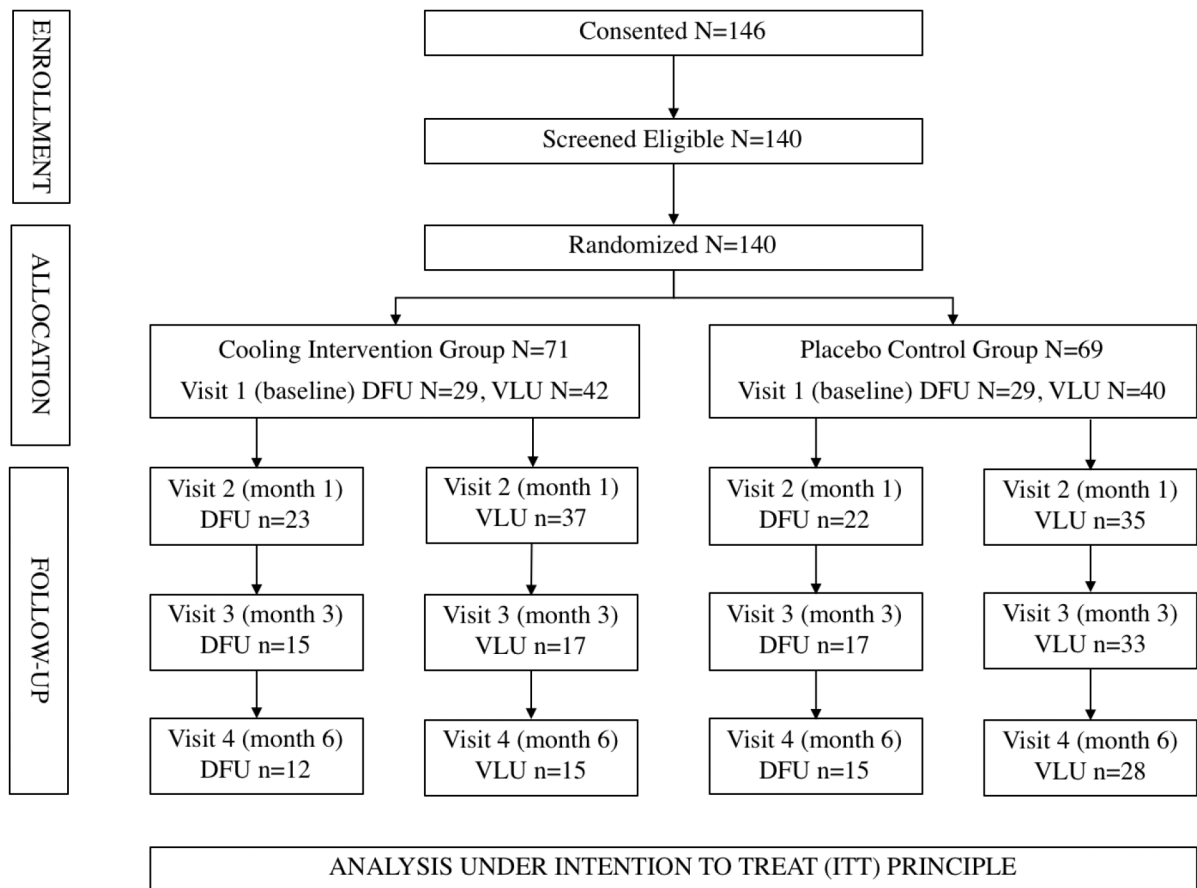 ENROLLMENT
Consented N=146
Screened Eligible N=140
ALLOCATION
Randomized N=140
Cooling Intervention Group N=71
Visit 1 (baseline) DFU N=29, VLU N=42
Placebo Control Group N=69
Visit 1 (baseline) DFU N=29, VLU N=40
FOLLOW-UP
Visit 2 (month 1)
DFU n=23
Visit 2 (month 1)
VLU n=37
Visit 2 (month 1)
DFU n=22
Visit 2 (month 1)
VLU n=35
Visit 3 (month 3)
DFU n=15
Visit 3 (month 3)
VLU n=17
Visit 3 (month 3)
DFU n=17
Visit 3 (month 3)
VLU n=33
Visit 4 (month 6)
DFU n=12
Visit 4 (month 6)
VLU n=15
Visit 4 (month 6)
DFU n=15
Visit 4 (month 6)
VLU n=28
ANALYSIS UNDER INTENTION TO TREAT (ITT) PRINCIPLE